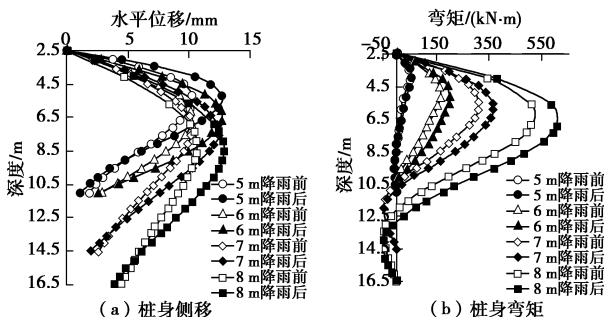 水平位移/mm
0 5 10 15
2.5
4.5
6.5
8.5
10.5
12.5
14.5
16.5
深度/m
5 m降雨前
5 m降雨后
6 m降雨前
6 m降雨后
7 m降雨前
7 m降雨后
8 m降雨前
8 m降雨后
(a)桩身侧移
弯矩/(kN·m)
-50 150 350 550
2.5
4.5
6.5
8.5
10.5
12.5
14.5
16.5
深度/m
5 m降雨前
5 m降雨后
6 m降雨前
6 m降雨后
7 m降雨前
7 m降雨后
8 m降雨前
8 m降雨后
(b)桩身弯矩